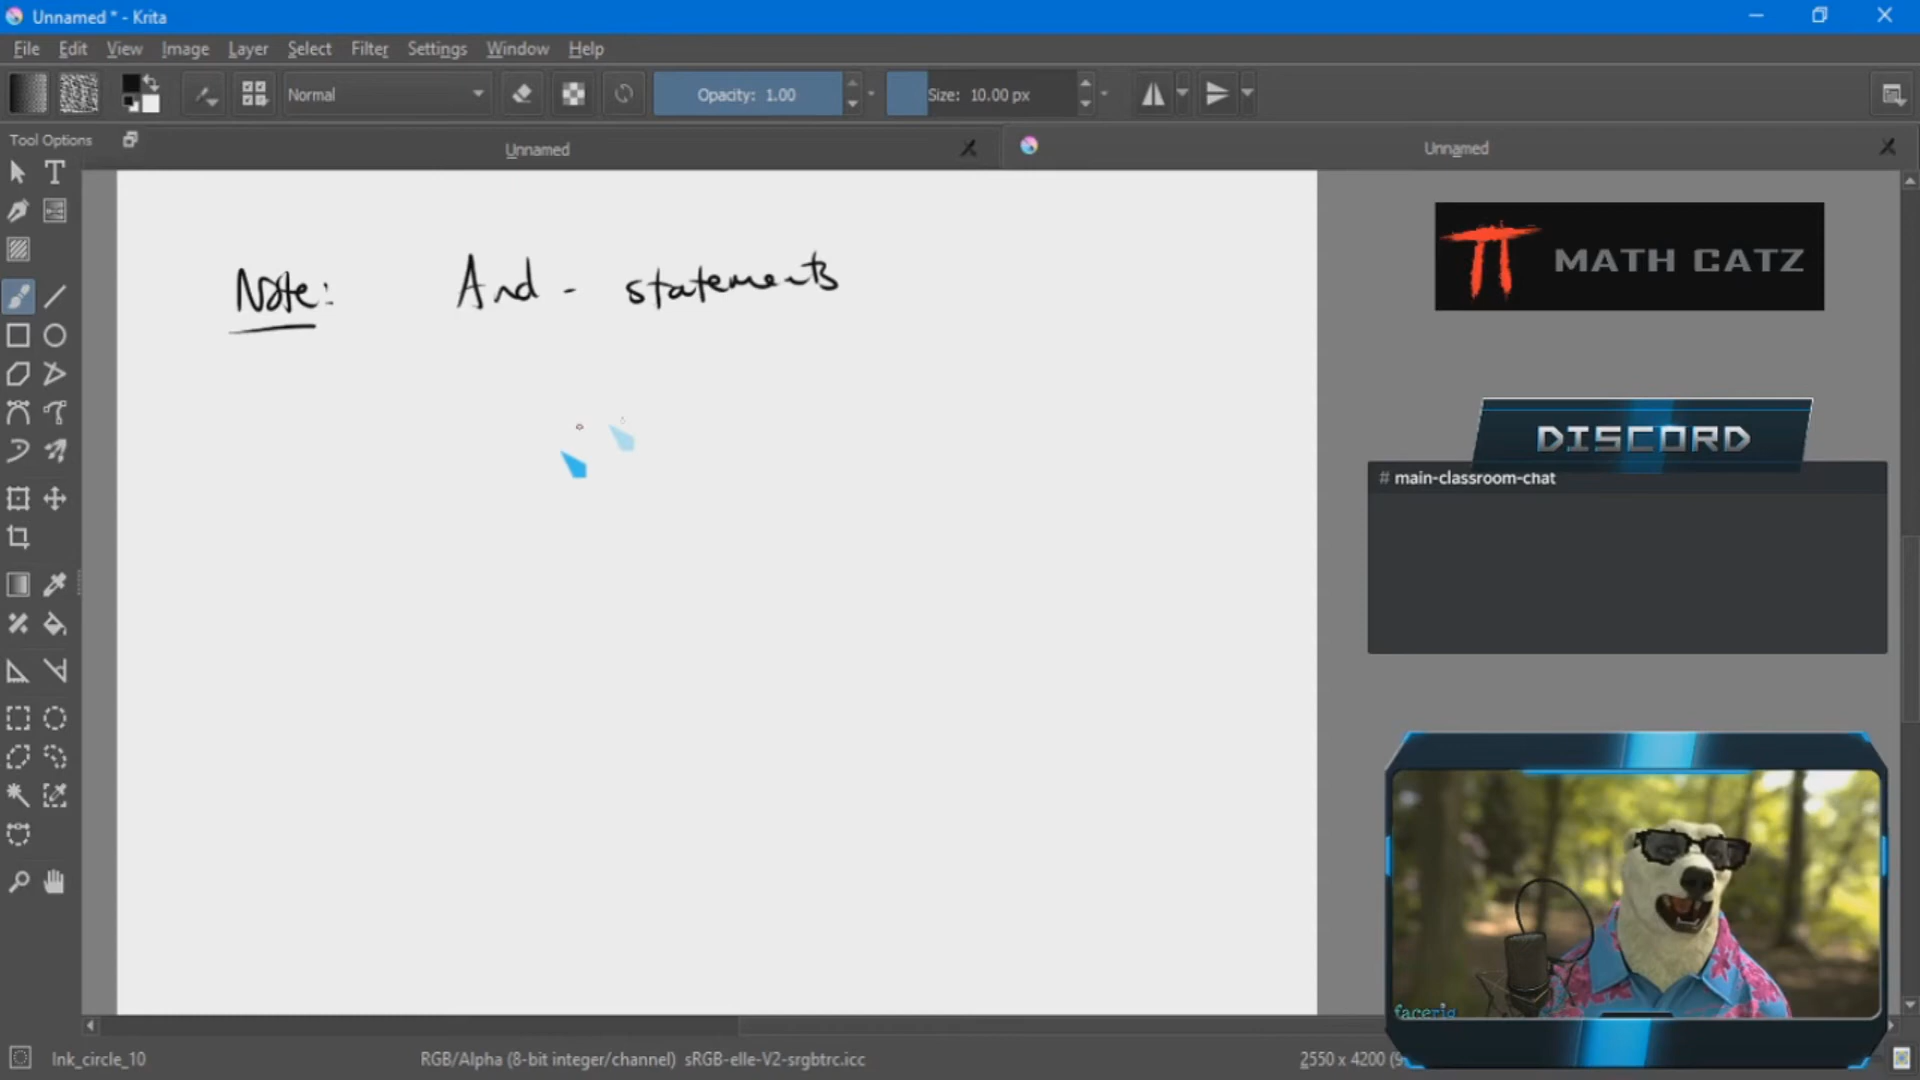 Unnamed * - Krita
File Edit View Image Layer Select Filter Settings Window Help
Normal Opacity: 1.00 Size: 10.00 px
Tool Options
Unnamed
Unnamed
Note: And - statements
MATH CATZ
DISCORD
# main-classroom-chat
facerig
Ink_circle_10
RGB/Alpha (8-bit integer/channel) sRGB-elle-V2-srgbtrc.icc
2550 x 4200 (9